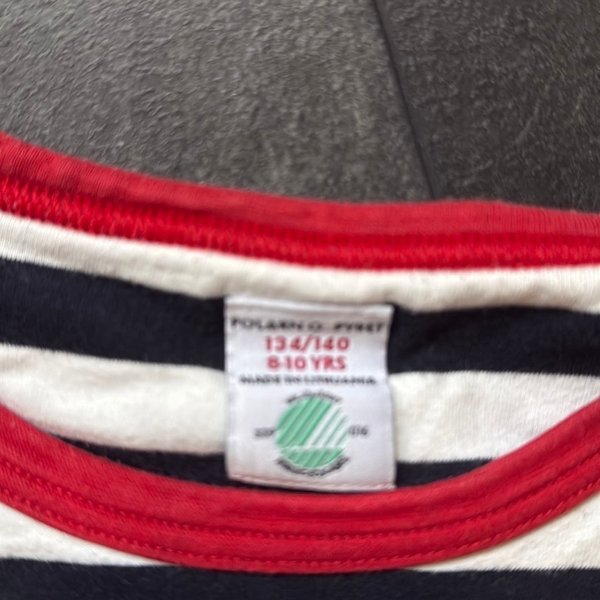 POLARN O. PYRET
134/140
8-10 YRS
MADE IN LITHUANIA